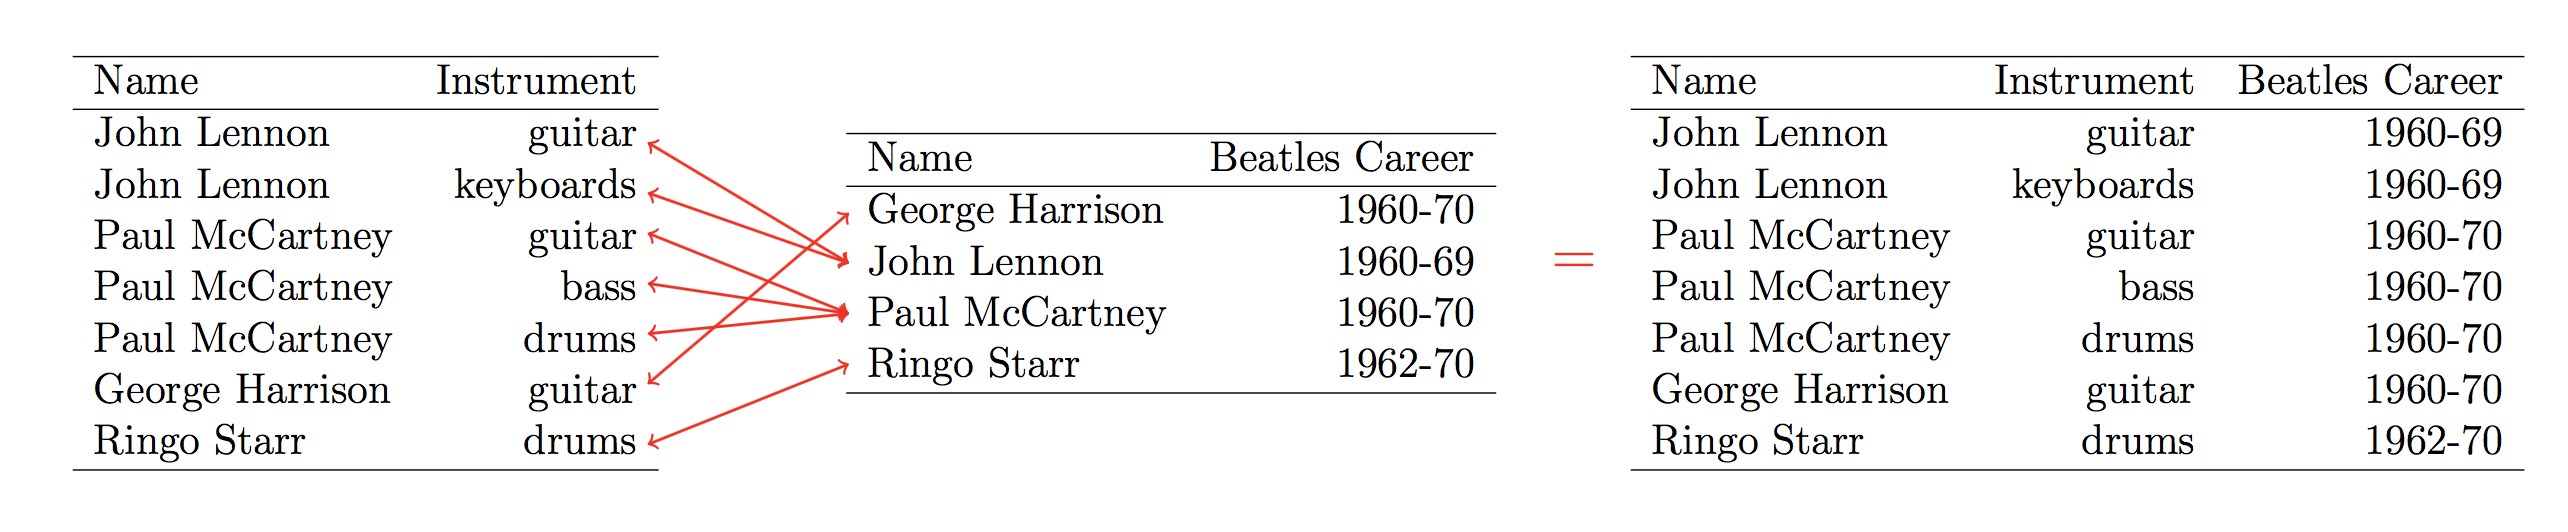 Name Instrument
John Lennon guitar
John Lennon keyboards
Paul McCartney guitar
Paul McCartney bass
Paul McCartney drums
George Harrison guitar
Ringo Starr drums
Name Beatles Career
George Harrison 1960-70
John Lennon 1960-69
Paul McCartney 1960-70
Ringo Starr 1962-70
=
Name Instrument Beatles Career
John Lennon guitar 1960-69
John Lennon keyboards 1960-69
Paul McCartney guitar 1960-70
Paul McCartney bass 1960-70
Paul McCartney drums 1960-70
George Harrison guitar 1960-70
Ringo Starr drums 1962-70